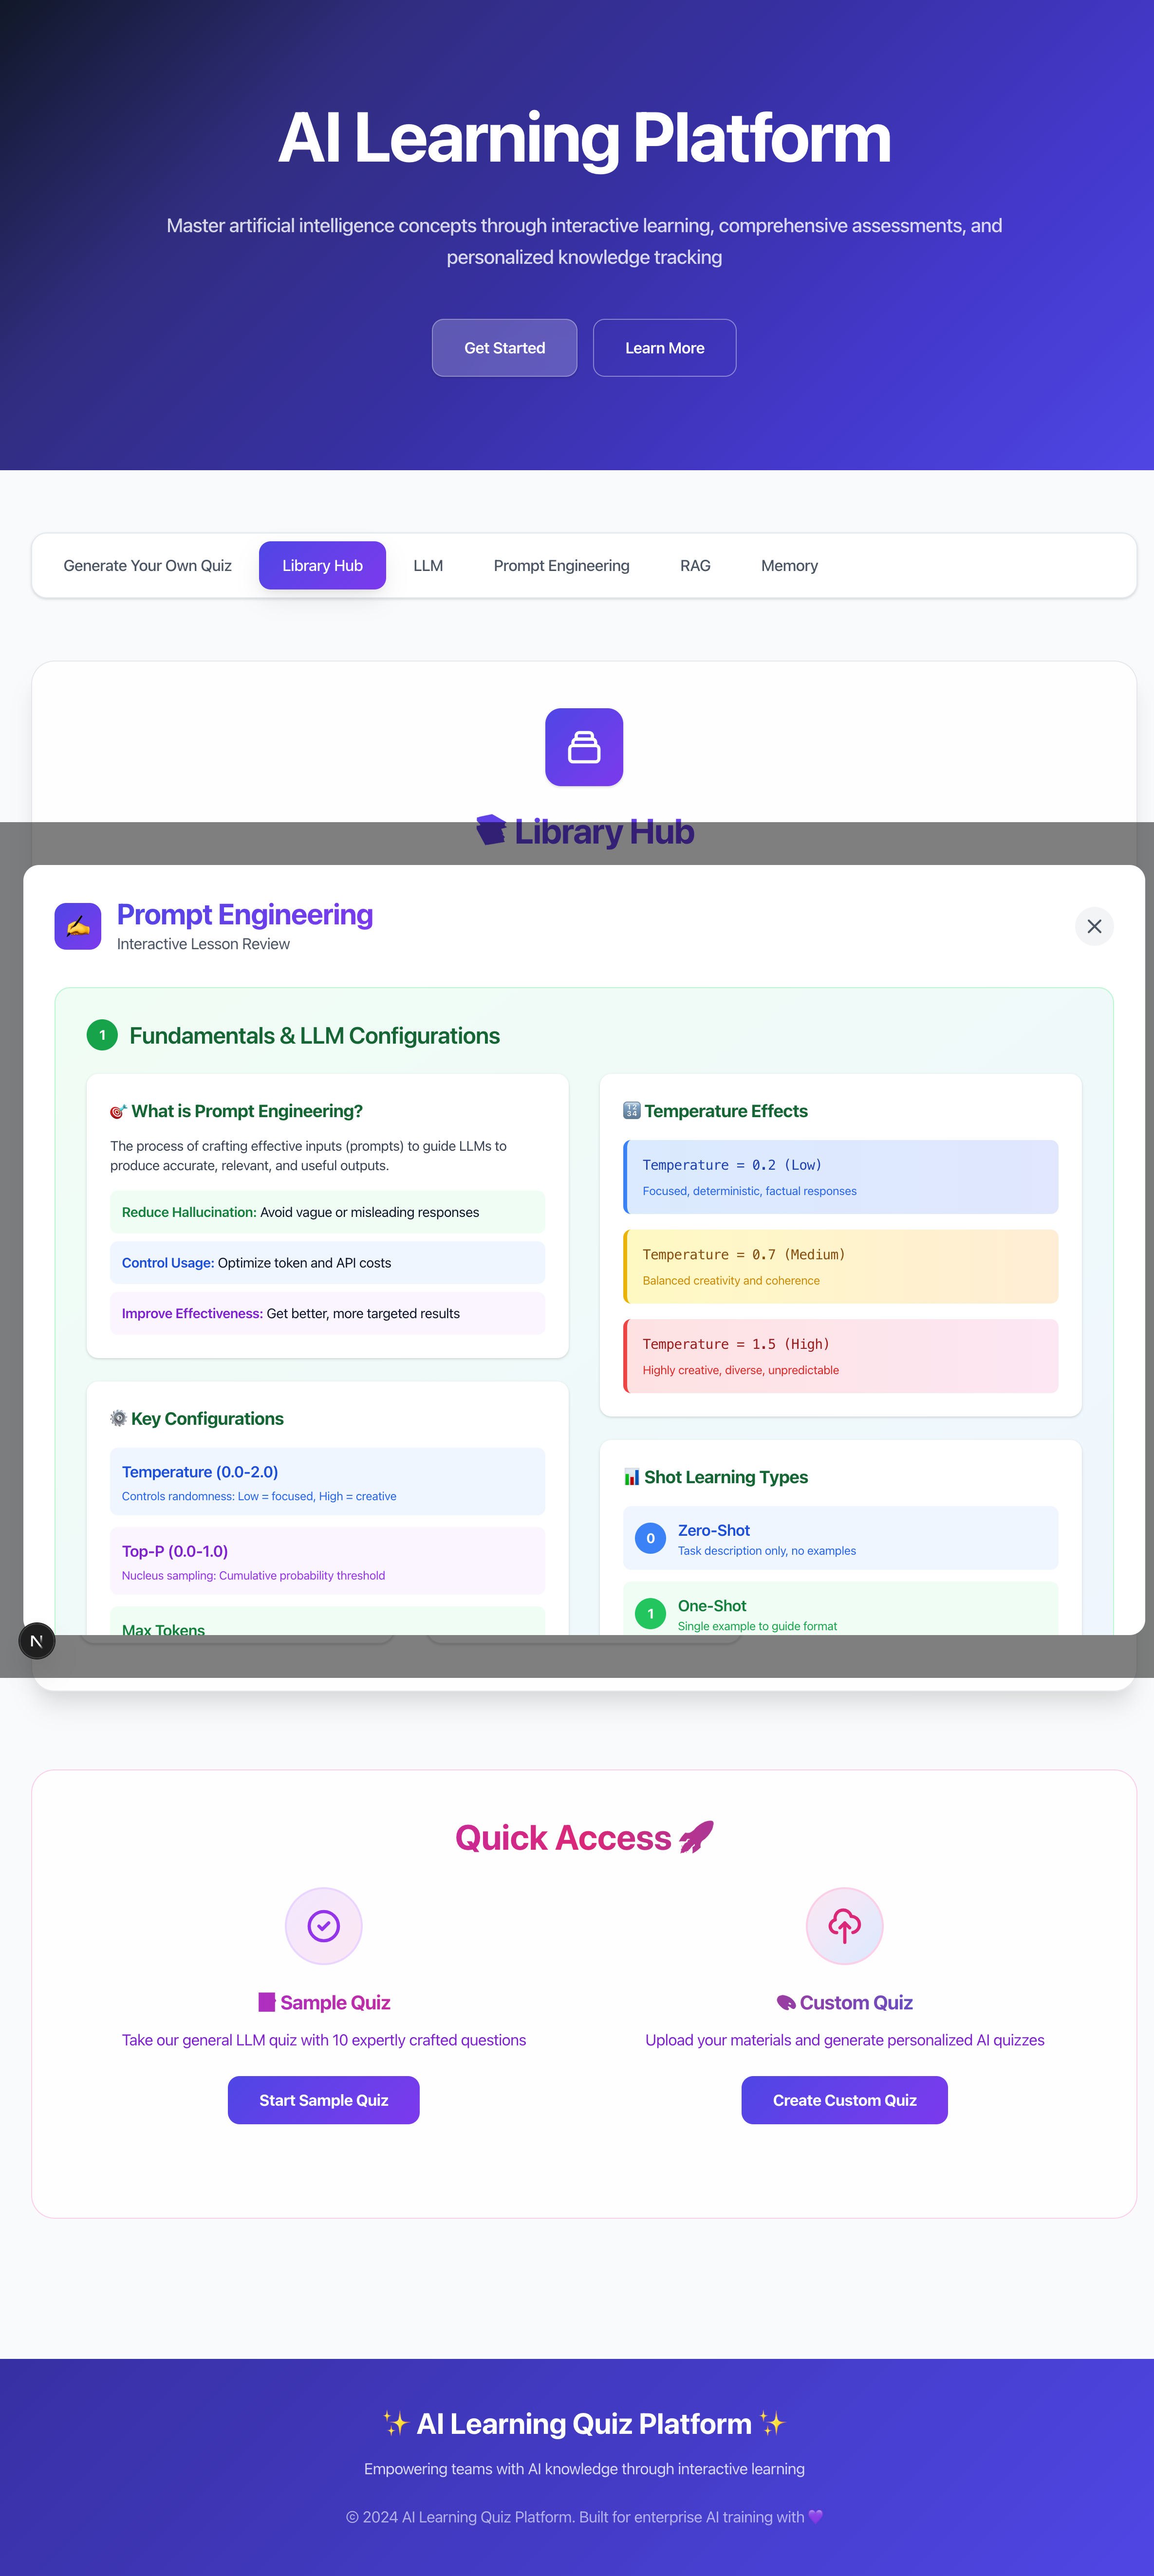 AI Learning Platform
Master artificial intelligence concepts through interactive learning, comprehensive assessments, and
personalized knowledge tracking
Get Started
Learn More
Generate Your Own Quiz
Library Hub
LLM
Prompt Engineering
RAG
Memory
📚 Library Hub
✍️ Prompt Engineering
Interactive Lesson Review
1 Fundamentals & LLM Configurations
🎯 What is Prompt Engineering?
The process of crafting effective inputs (prompts) to guide LLMs to
produce accurate, relevant, and useful outputs.
Reduce Hallucination: Avoid vague or misleading responses
Control Usage: Optimize token and API costs
Improve Effectiveness: Get better, more targeted results
⚙️ Key Configurations
Temperature (0.0-2.0)
Controls randomness: Low = focused, High = creative
Top-P (0.0-1.0)
Nucleus sampling: Cumulative probability threshold
Max Tokens
🔢 Temperature Effects
Temperature = 0.2 (Low)
Focused, deterministic, factual responses
Temperature = 0.7 (Medium)
Balanced creativity and coherence
Temperature = 1.5 (High)
Highly creative, diverse, unpredictable
📊 Shot Learning Types
0 Zero-Shot
Task description only, no examples
1 One-Shot
Single example to guide format
N
Quick Access 🚀
Sample Quiz
Take our general LLM quiz with 10 expertly crafted questions
Start Sample Quiz
🎨 Custom Quiz
Upload your materials and generate personalized AI quizzes
Create Custom Quiz
✨ AI Learning Quiz Platform ✨
Empowering teams with AI knowledge through interactive learning
© 2024 AI Learning Quiz Platform. Built for enterprise AI training with 💜